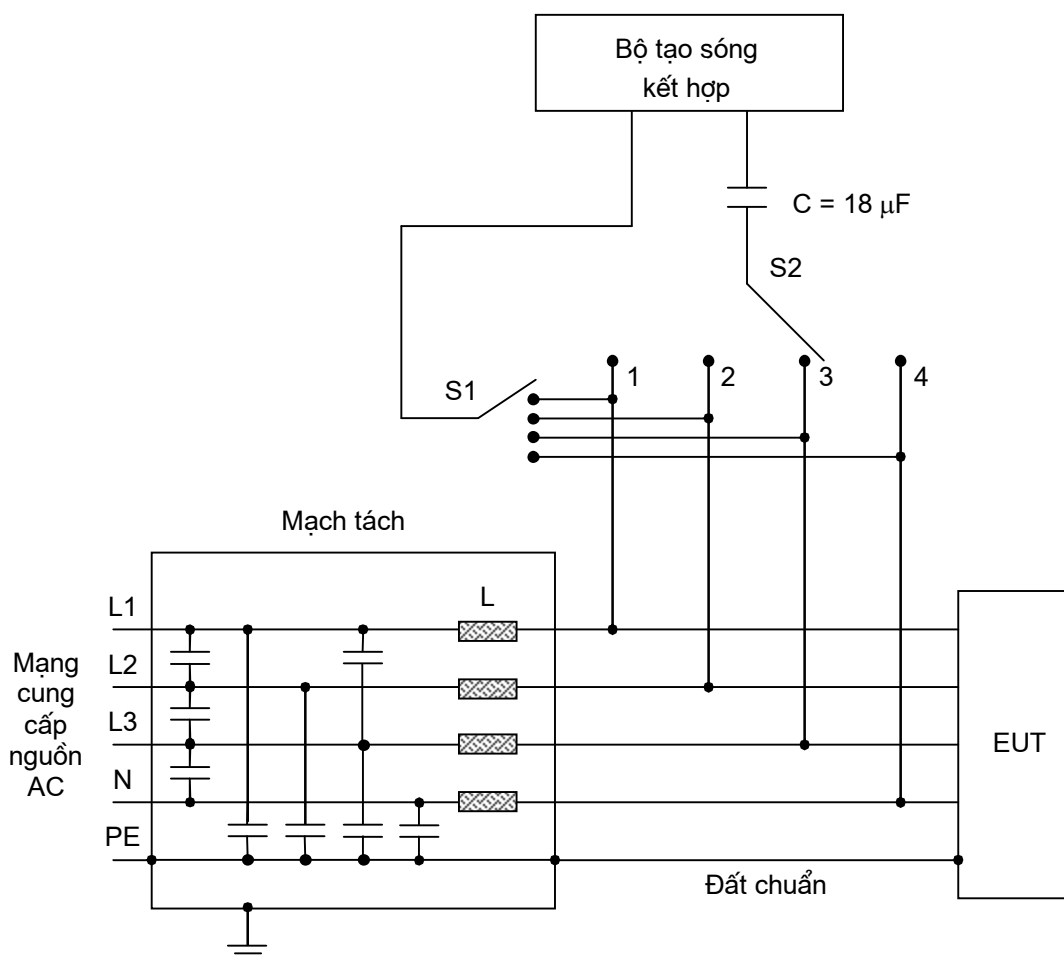 Bộ tạo sóng
kết hợp
C = 18 μF
S2
S1
1
2
3
4
Mạch tách
L1
L
L2
L3
N
PE
Mạng
cung
cấp
nguồn
AC
EUT
Đất chuẩn